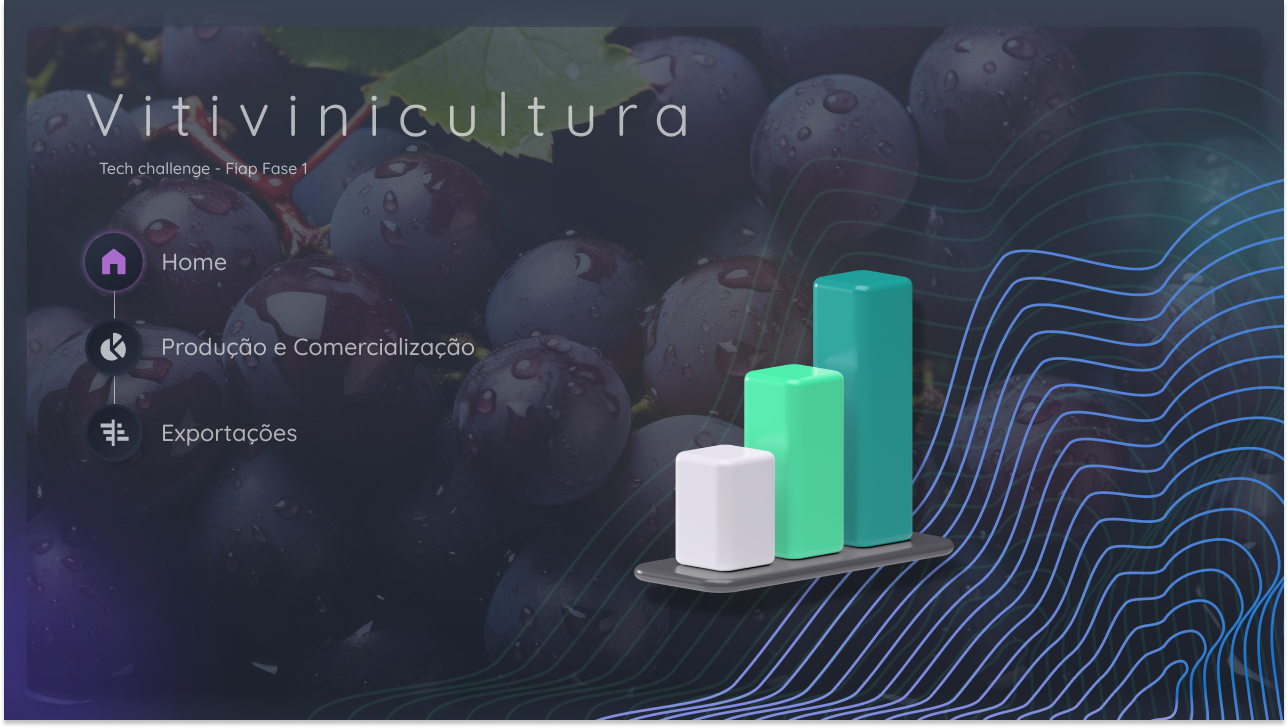 Vitivinicultura
Tech challenge - Fiap Fase 1
Home
Produção e Comercialização
Exportações